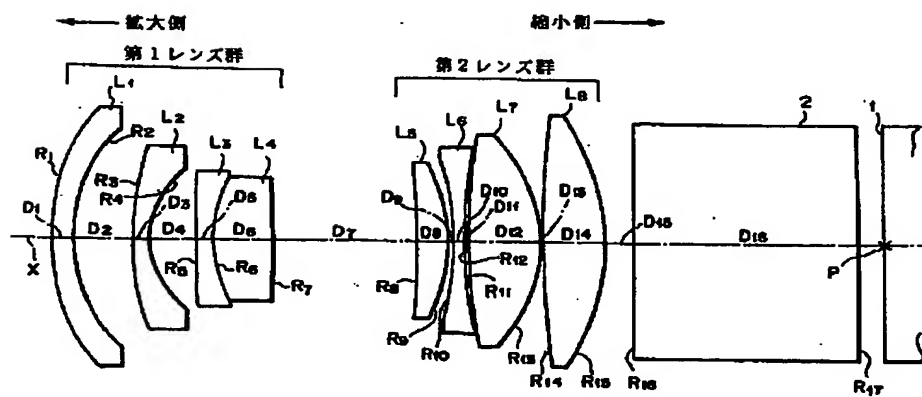 ← 拡大側
縮小側 →
第1レンズ群
第2レンズ群
L1
L2
L3
L4
L5
L6
L7
L8
2
1
R1
R2
R3
R4
R5
R6
R7
R8
R9
R10
R11
R12
R13
R14
R15
R16
R17
D1
D2
D3
D4
D5
D6
D7
D8
D9
D10
D11
D12
D13
D14
D15
D16
X
P